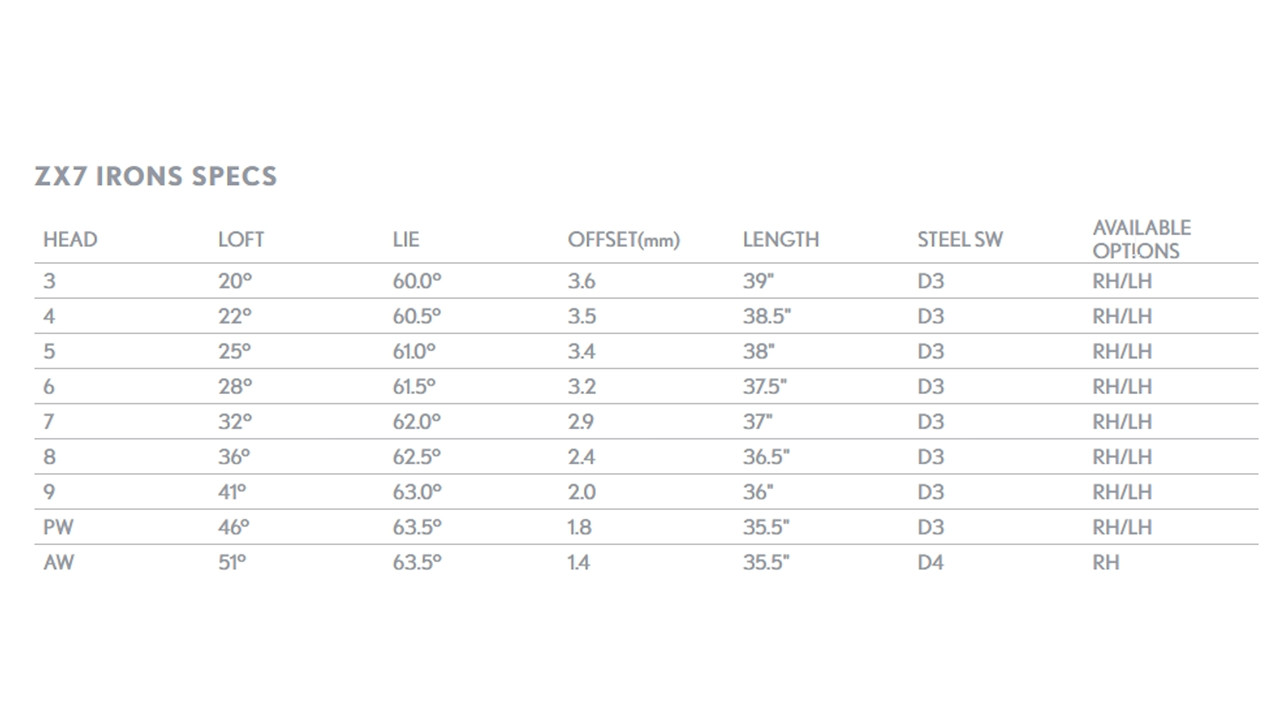 ZX7 IRONS SPECS
HEAD LOFT LIE OFFSET(mm) LENGTH STEEL SW AVAILABLE OPT!ONS
3 20° 60.0° 3.6 39" D3 RH/LH
4 22° 60.5° 3.5 38.5" D3 RH/LH
5 25° 61.0° 3.4 38" D3 RH/LH
6 28° 61.5° 3.2 37.5" D3 RH/LH
7 32° 62.0° 2.9 37" D3 RH/LH
8 36° 62.5° 2.4 36.5" D3 RH/LH
9 41° 63.0° 2.0 36" D3 RH/LH
PW 46° 63.5° 1.8 35.5" D3 RH/LH
AW 51° 63.5° 1.4 35.5" D4 RH